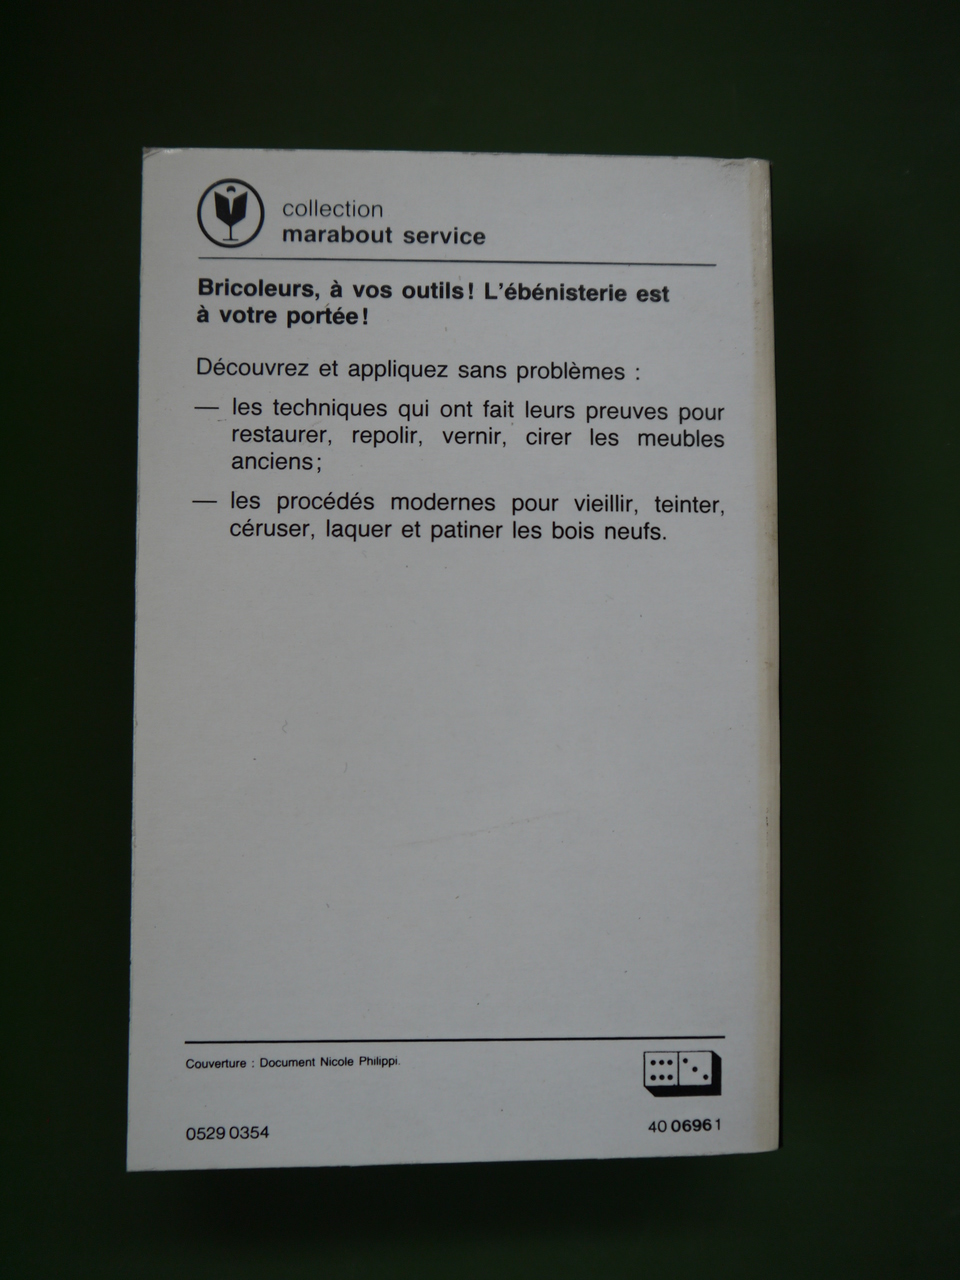 collection
marabout service
Bricoleurs, à vos outils! L'ébénisterie est
à votre portée!
Découvrez et appliquez sans problèmes :
— les techniques qui ont fait leurs preuves pour
restaurer, repolir, vernir, cirer les meubles
anciens;
— les procédés modernes pour vieillir, teinter,
céruser, laquer et patiner les bois neufs.
Couverture : Document Nicole Philippi.
0529 0354
40 0696 1